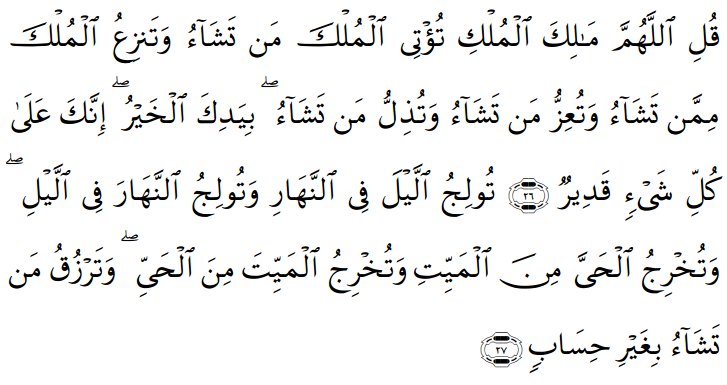 قُلِ ٱللَّهُمَّ مَـٰلِكَ ٱلْمُلْكِ تُؤْتِى ٱلْمُلْكَ مَن تَشَآءُ وَتَنزِعُ ٱلْمُلْكَ
مِمَّن تَشَآءُ وَتُعِزُّ مَن تَشَآءُ وَتُذِلُّ مَن تَشَآءُ ۖ بِيَدِكَ ٱلْخَيْرُ ۖ إِنَّكَ عَلَىٰ
كُلِّ شَىْءٍ قَدِيرٌ ﴿٢٦﴾ تُولِجُ ٱلَّيْلَ فِى ٱلنَّهَارِ وَتُولِجُ ٱلنَّهَارَ فِى ٱلَّيْلِ ۖ
وَتُخْرِجُ ٱلْحَىَّ مِنَ ٱلْمَيِّتِ وَتُخْرِجُ ٱلْمَيِّتَ مِنَ ٱلْحَىِّ ۖ وَتَرْزُقُ مَن
تَشَآءُ بِغَيْرِ حِسَابٍ ﴿٢٧﴾